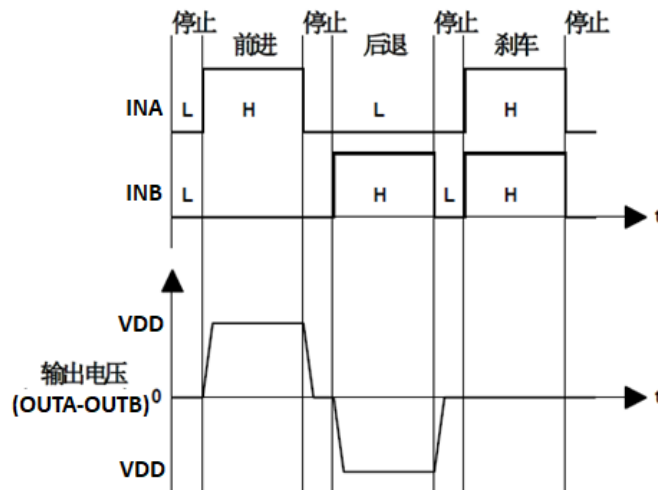 停止 停止 停止 停止
前进 后退 刹车
INA L H L H
INB L H L H
t
VDD
输出电压
(OUTA-OUTB) 0 t
VDD